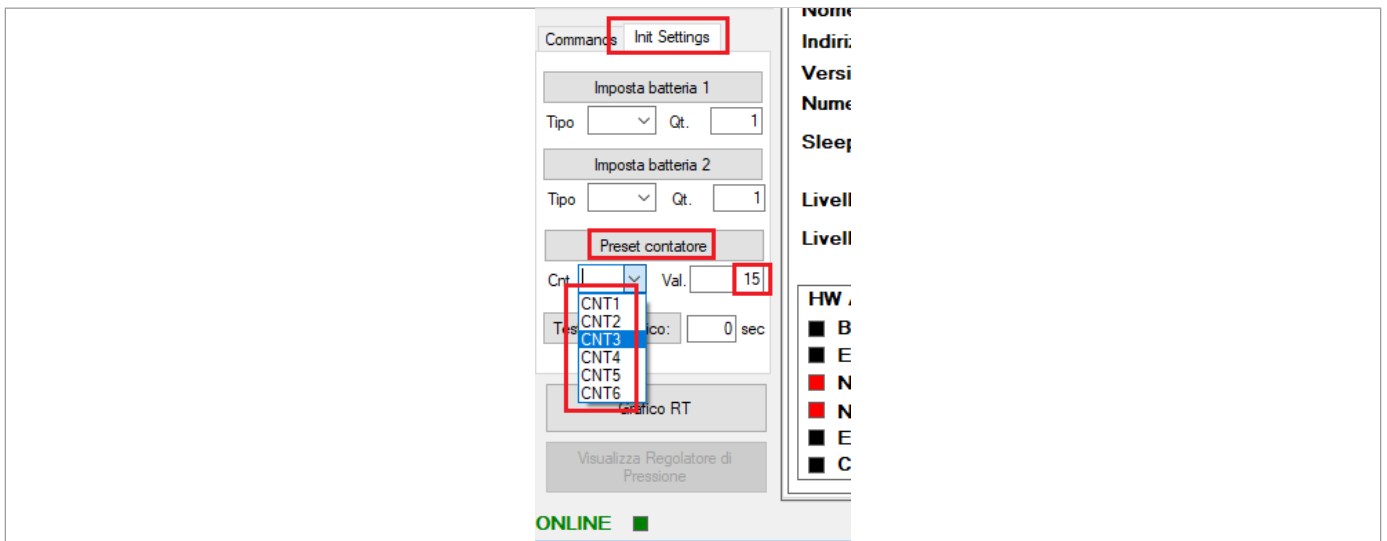 Commands Init Settings
Imposta batteria 1
Tipo Qt. 1
Imposta batteria 2
Tipo Qt. 1
Preset contatore
Cnt Val. 15
CNT1
CNT2
CNT3
CNT4
CNT5
CNT6
0 sec
Grafico RT
Visualizza Regolatore di
Pressione
ONLINE
Nome
Indiri
Versi
Nume
Sleep
Livell
Livell
HW
B
E
N
N
E
C